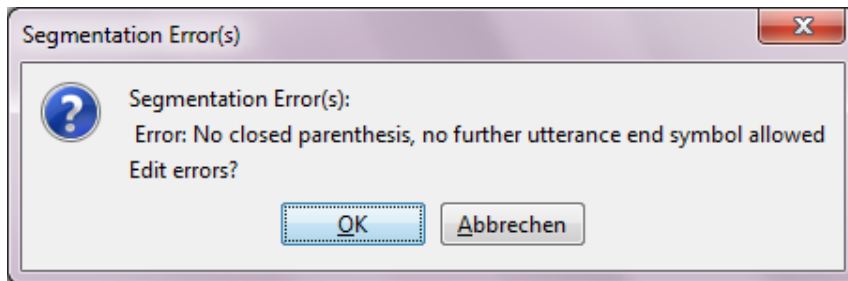 Segmentation Error(s)
Segmentation Error(s):
Error: No closed parenthesis, no further utterance end symbol allowed
Edit errors?
OK Abbrechen